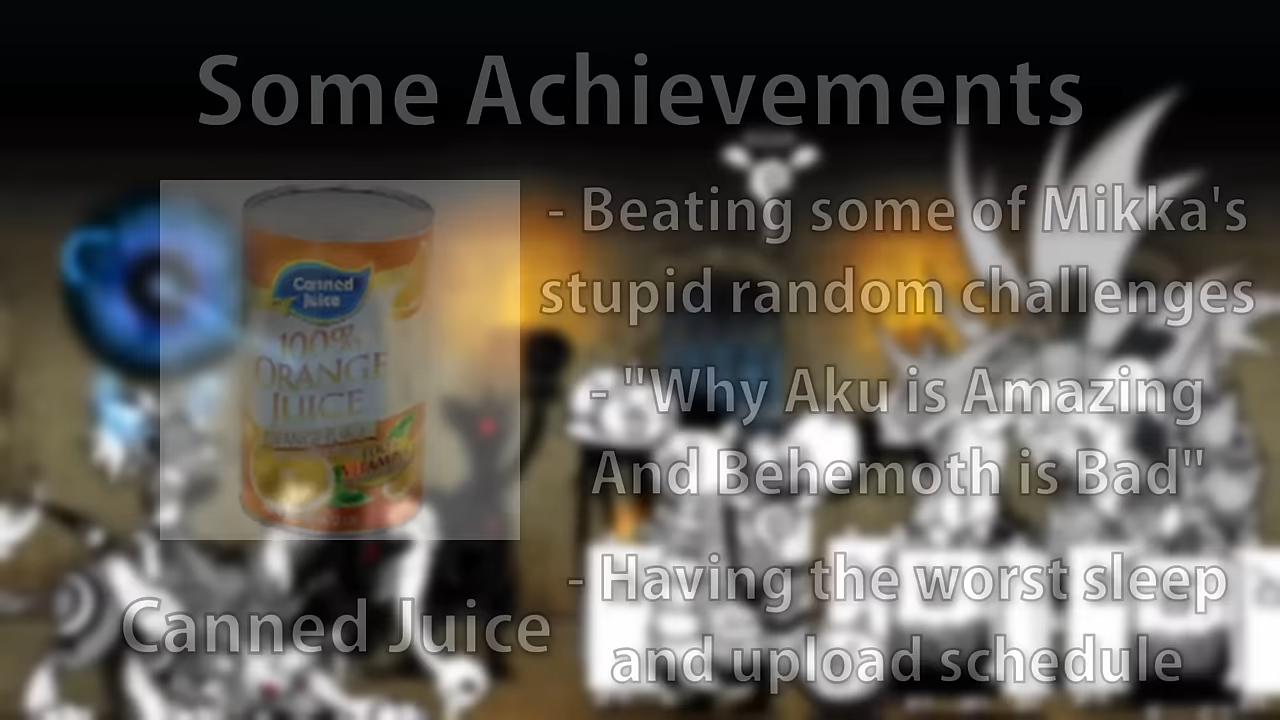 Some Achievements
- Beating some of Mikka's
stupid random challenges
Canned
Juice
100%
ORANGE
JUICE
- "Why Aku is Amazing
And Behemoth is Bad"
- Having the worst sleep
and upload schedule
Canned Juice